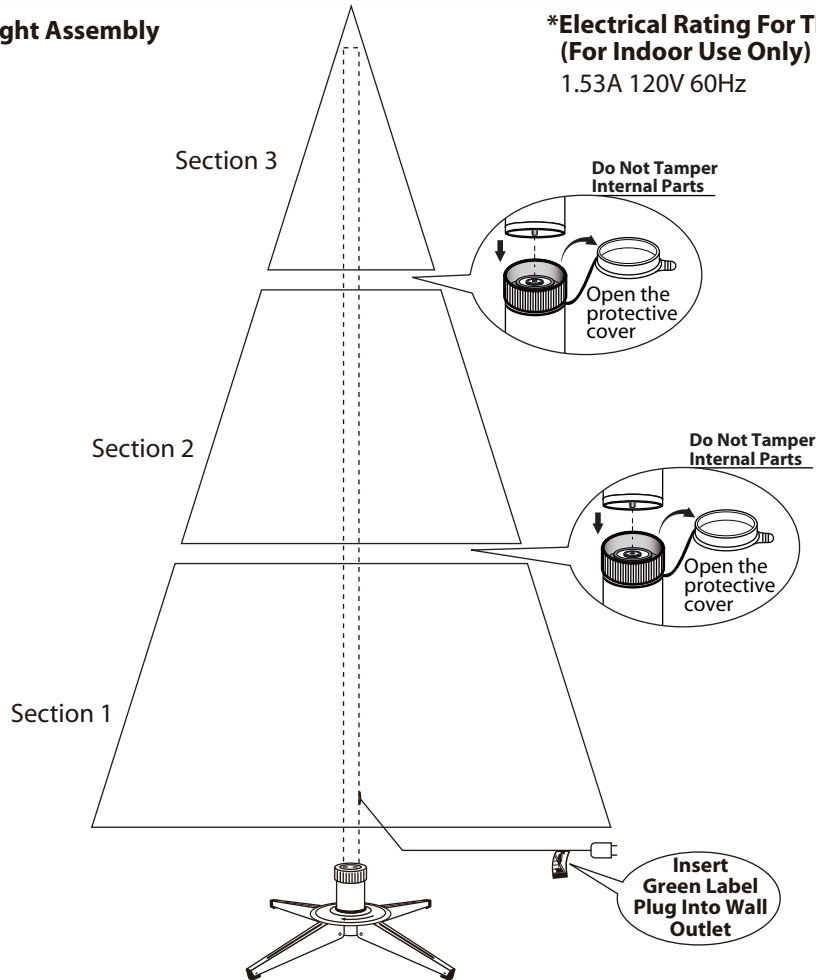 ght Assembly
*Electrical Rating For T
(For Indoor Use Only)
1.53A 120V 60Hz
Section 3
Do Not Tamper
Internal Parts
Open the
protective
cover
Section 2
Do Not Tamper
Internal Parts
Open the
protective
cover
Section 1
Insert
Green Label
Plug Into Wall
Outlet